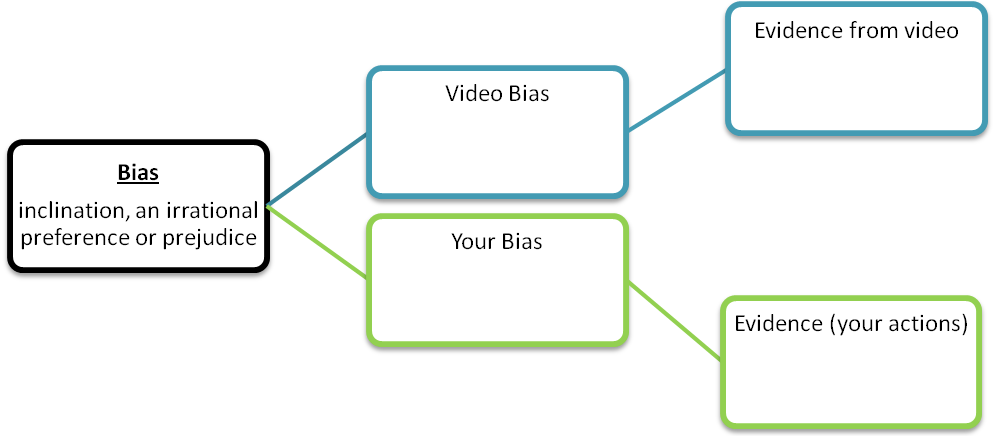 Bias
inclination, an irrational
preference or prejudice
Video Bias
Evidence from video
Your Bias
Evidence (your actions)